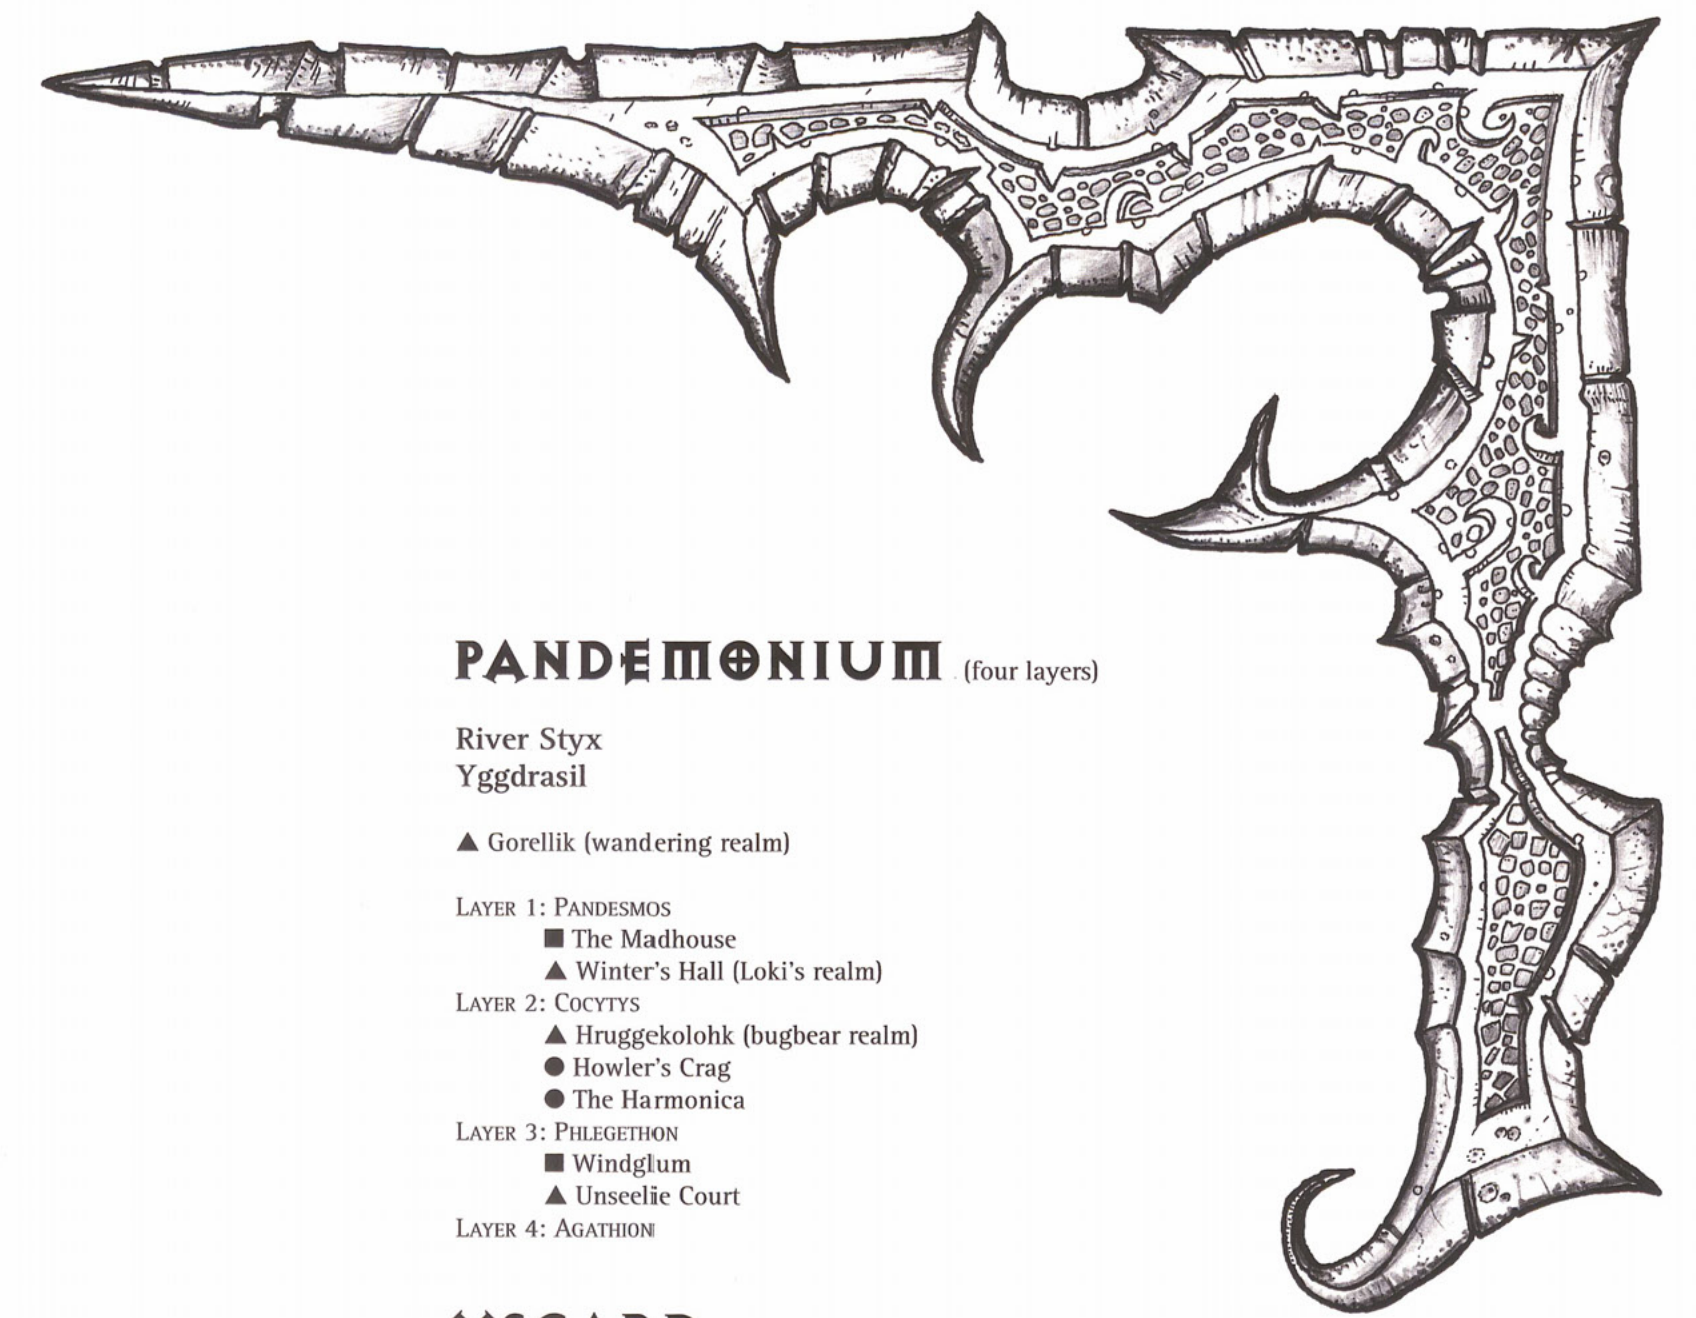 PANDEMONIUM (four layers)
River Styx
Yggdrasil
▲ Gorellik (wandering realm)
LAYER 1: PANDESMOS
■ The Madhouse
▲ Winter's Hall (Loki's realm)
LAYER 2: COCYTYS
▲ Hruggekolohk (bugbear realm)
● Howler's Crag
● The Harmonica
LAYER 3: PHLEGETHON
■ Windglum
▲ Unseelie Court
LAYER 4: AGATHION